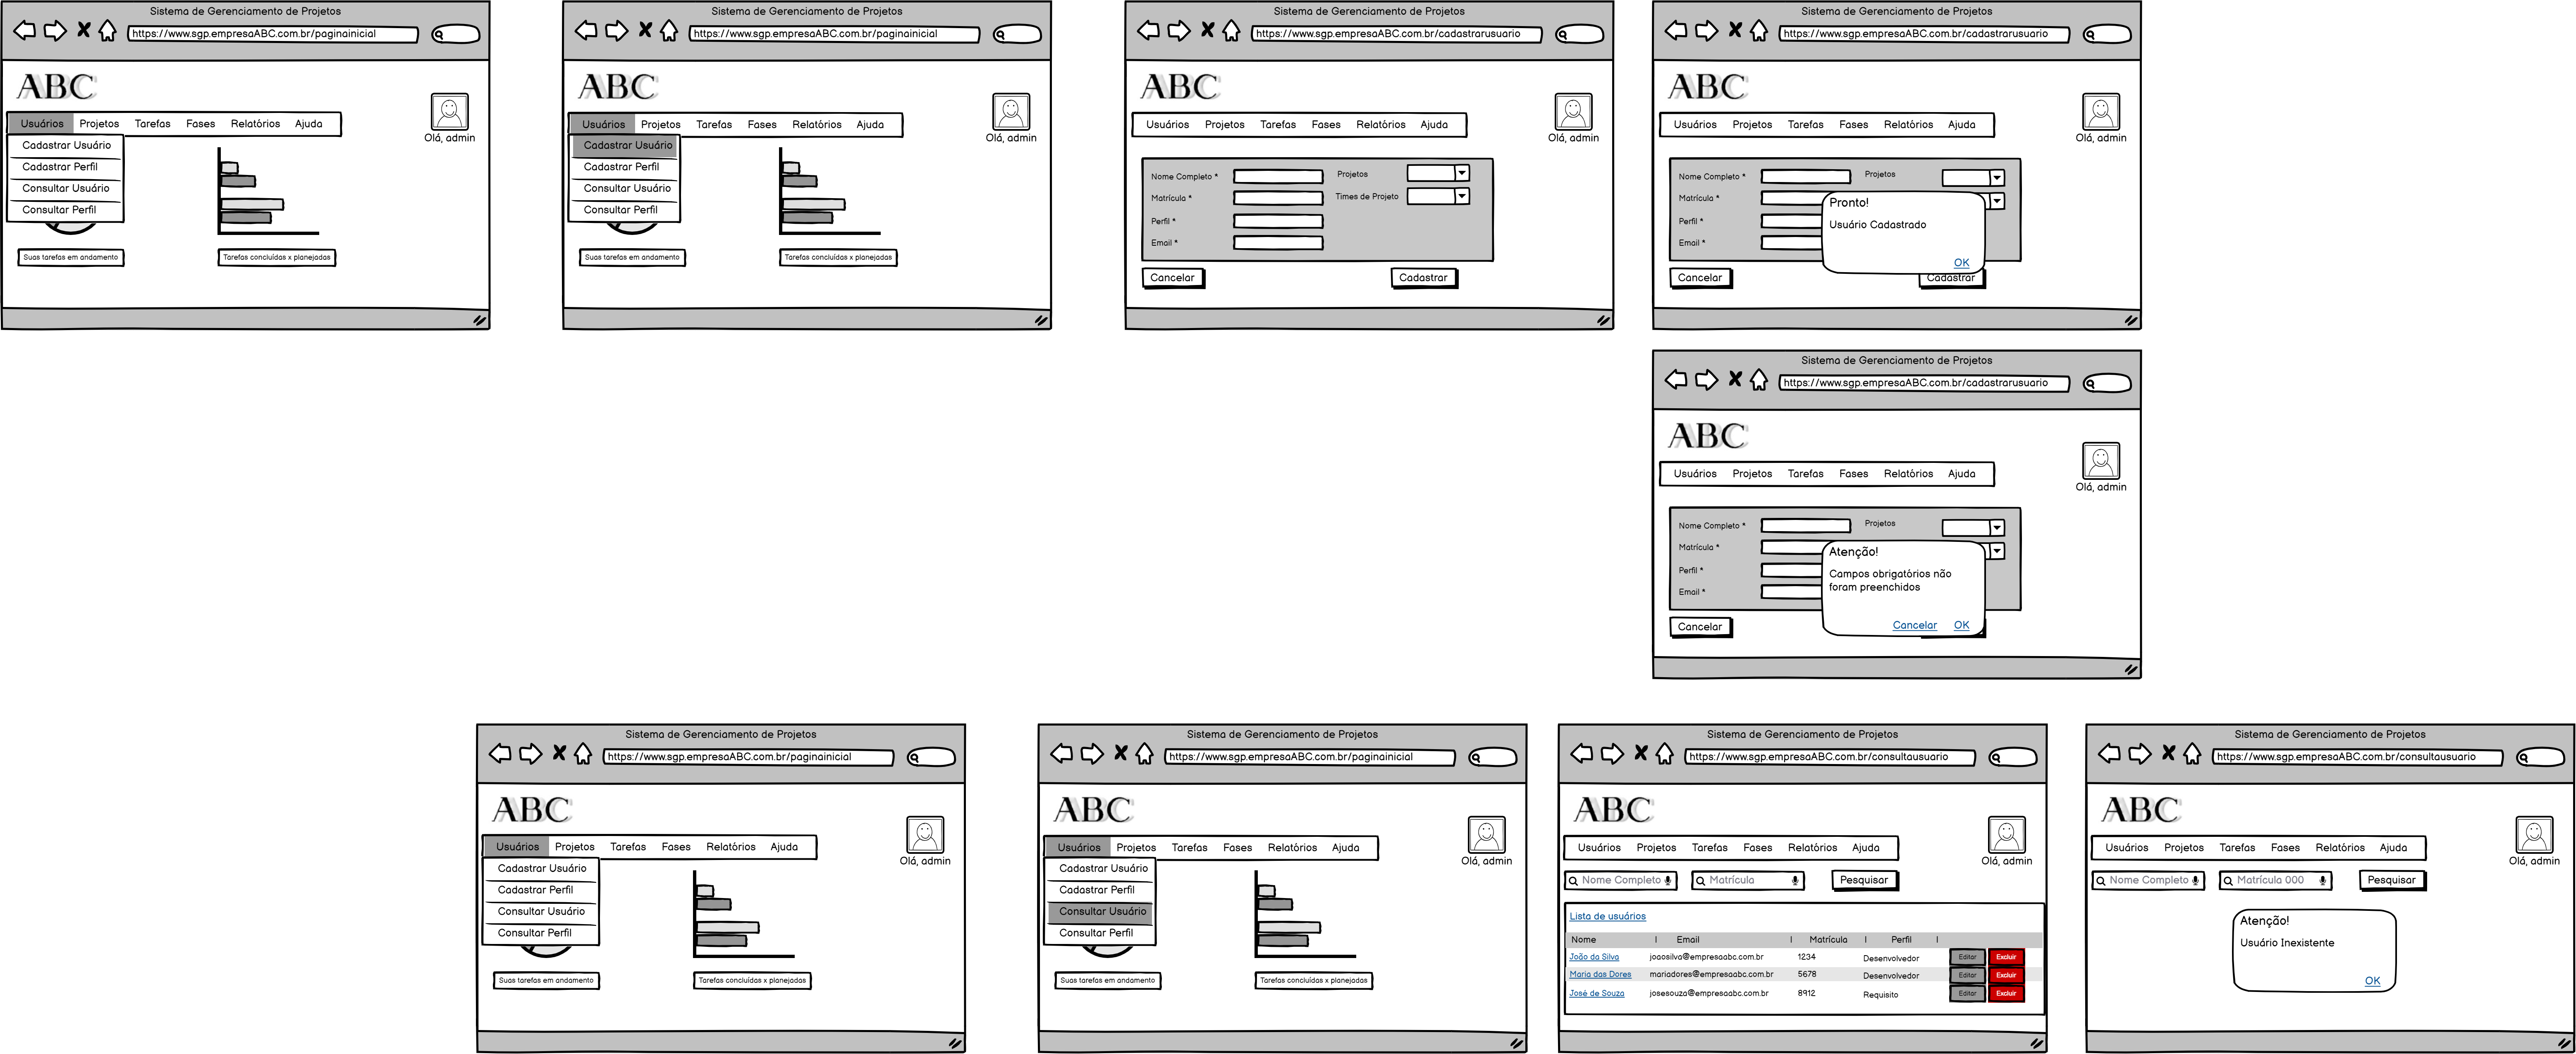 Sistema de Gerenciamento de Projetos
https://www.sgp.empresaABC.com.br/paginainicial
ABC
Olá, admin
Usuários Projetos Tarefas Fases Relatórios Ajuda
Cadastrar Usuário
Cadastrar Perfil
Consultar Usuário
Consultar Perfil
Suas tarefas em andamento
Tarefas concluídas x planejadas
Sistema de Gerenciamento de Projetos
https://www.sgp.empresaABC.com.br/paginainicial
ABC
Olá, admin
Usuários Projetos Tarefas Fases Relatórios Ajuda
Cadastrar Usuário
Cadastrar Perfil
Consultar Usuário
Consultar Perfil
Suas tarefas em andamento
Tarefas concluídas x planejadas
Sistema de Gerenciamento de Projetos
https://www.sgp.empresaABC.com.br/cadastrarusuario
ABC
Olá, admin
Usuários Projetos Tarefas Fases Relatórios Ajuda
Nome Completo * Projetos
Matrícula * Times de Projeto
Perfil *
Email *
Cancelar Cadastrar
Sistema de Gerenciamento de Projetos
https://www.sgp.empresaABC.com.br/cadastrarusuario
ABC
Olá, admin
Usuários Projetos Tarefas Fases Relatórios Ajuda
Nome Completo * Projetos
Matrícula *
Perfil *
Email *
Pronto!
Usuário Cadastrado
OK
Cancelar Cadastrar
Sistema de Gerenciamento de Projetos
https://www.sgp.empresaABC.com.br/cadastrarusuario
ABC
Olá, admin
Usuários Projetos Tarefas Fases Relatórios Ajuda
Nome Completo * Projetos
Matrícula *
Perfil *
Email *
Atenção!
Campos obrigatórios não
foram preenchidos
Cancelar OK
Cancelar
Sistema de Gerenciamento de Projetos
https://www.sgp.empresaABC.com.br/paginainicial
ABC
Olá, admin
Usuários Projetos Tarefas Fases Relatórios Ajuda
Cadastrar Usuário
Cadastrar Perfil
Consultar Usuário
Consultar Perfil
Suas tarefas em andamento
Tarefas concluídas x planejadas
Sistema de Gerenciamento de Projetos
https://www.sgp.empresaABC.com.br/paginainicial
ABC
Olá, admin
Usuários Projetos Tarefas Fases Relatórios Ajuda
Cadastrar Usuário
Cadastrar Perfil
Consultar Usuário
Consultar Perfil
Suas tarefas em andamento
Tarefas concluídas x planejadas
Sistema de Gerenciamento de Projetos
https://www.sgp.empresaABC.com.br/consultausuario
ABC
Olá, admin
Usuários Projetos Tarefas Fases Relatórios Ajuda
Nome Completo Matrícula Pesquisar
Lista de usuários
Nome | Email | Matrícula | Perfil |
João da Silva joaosilva@empresaabc.com.br 1234 Desenvolvedor Editar Excluir
Maria das Dores mariadores@empresaabc.com.br 5678 Desenvolvedor Editar Excluir
José de Souza josesouza@empresaabc.com.br 8912 Requisito Editar Excluir
Sistema de Gerenciamento de Projetos
https://www.sgp.empresaABC.com.br/consultausuario
ABC
Olá, admin
Usuários Projetos Tarefas Fases Relatórios Ajuda
Nome Completo Matrícula 000 Pesquisar
Atenção!
Usuário Inexistente
OK